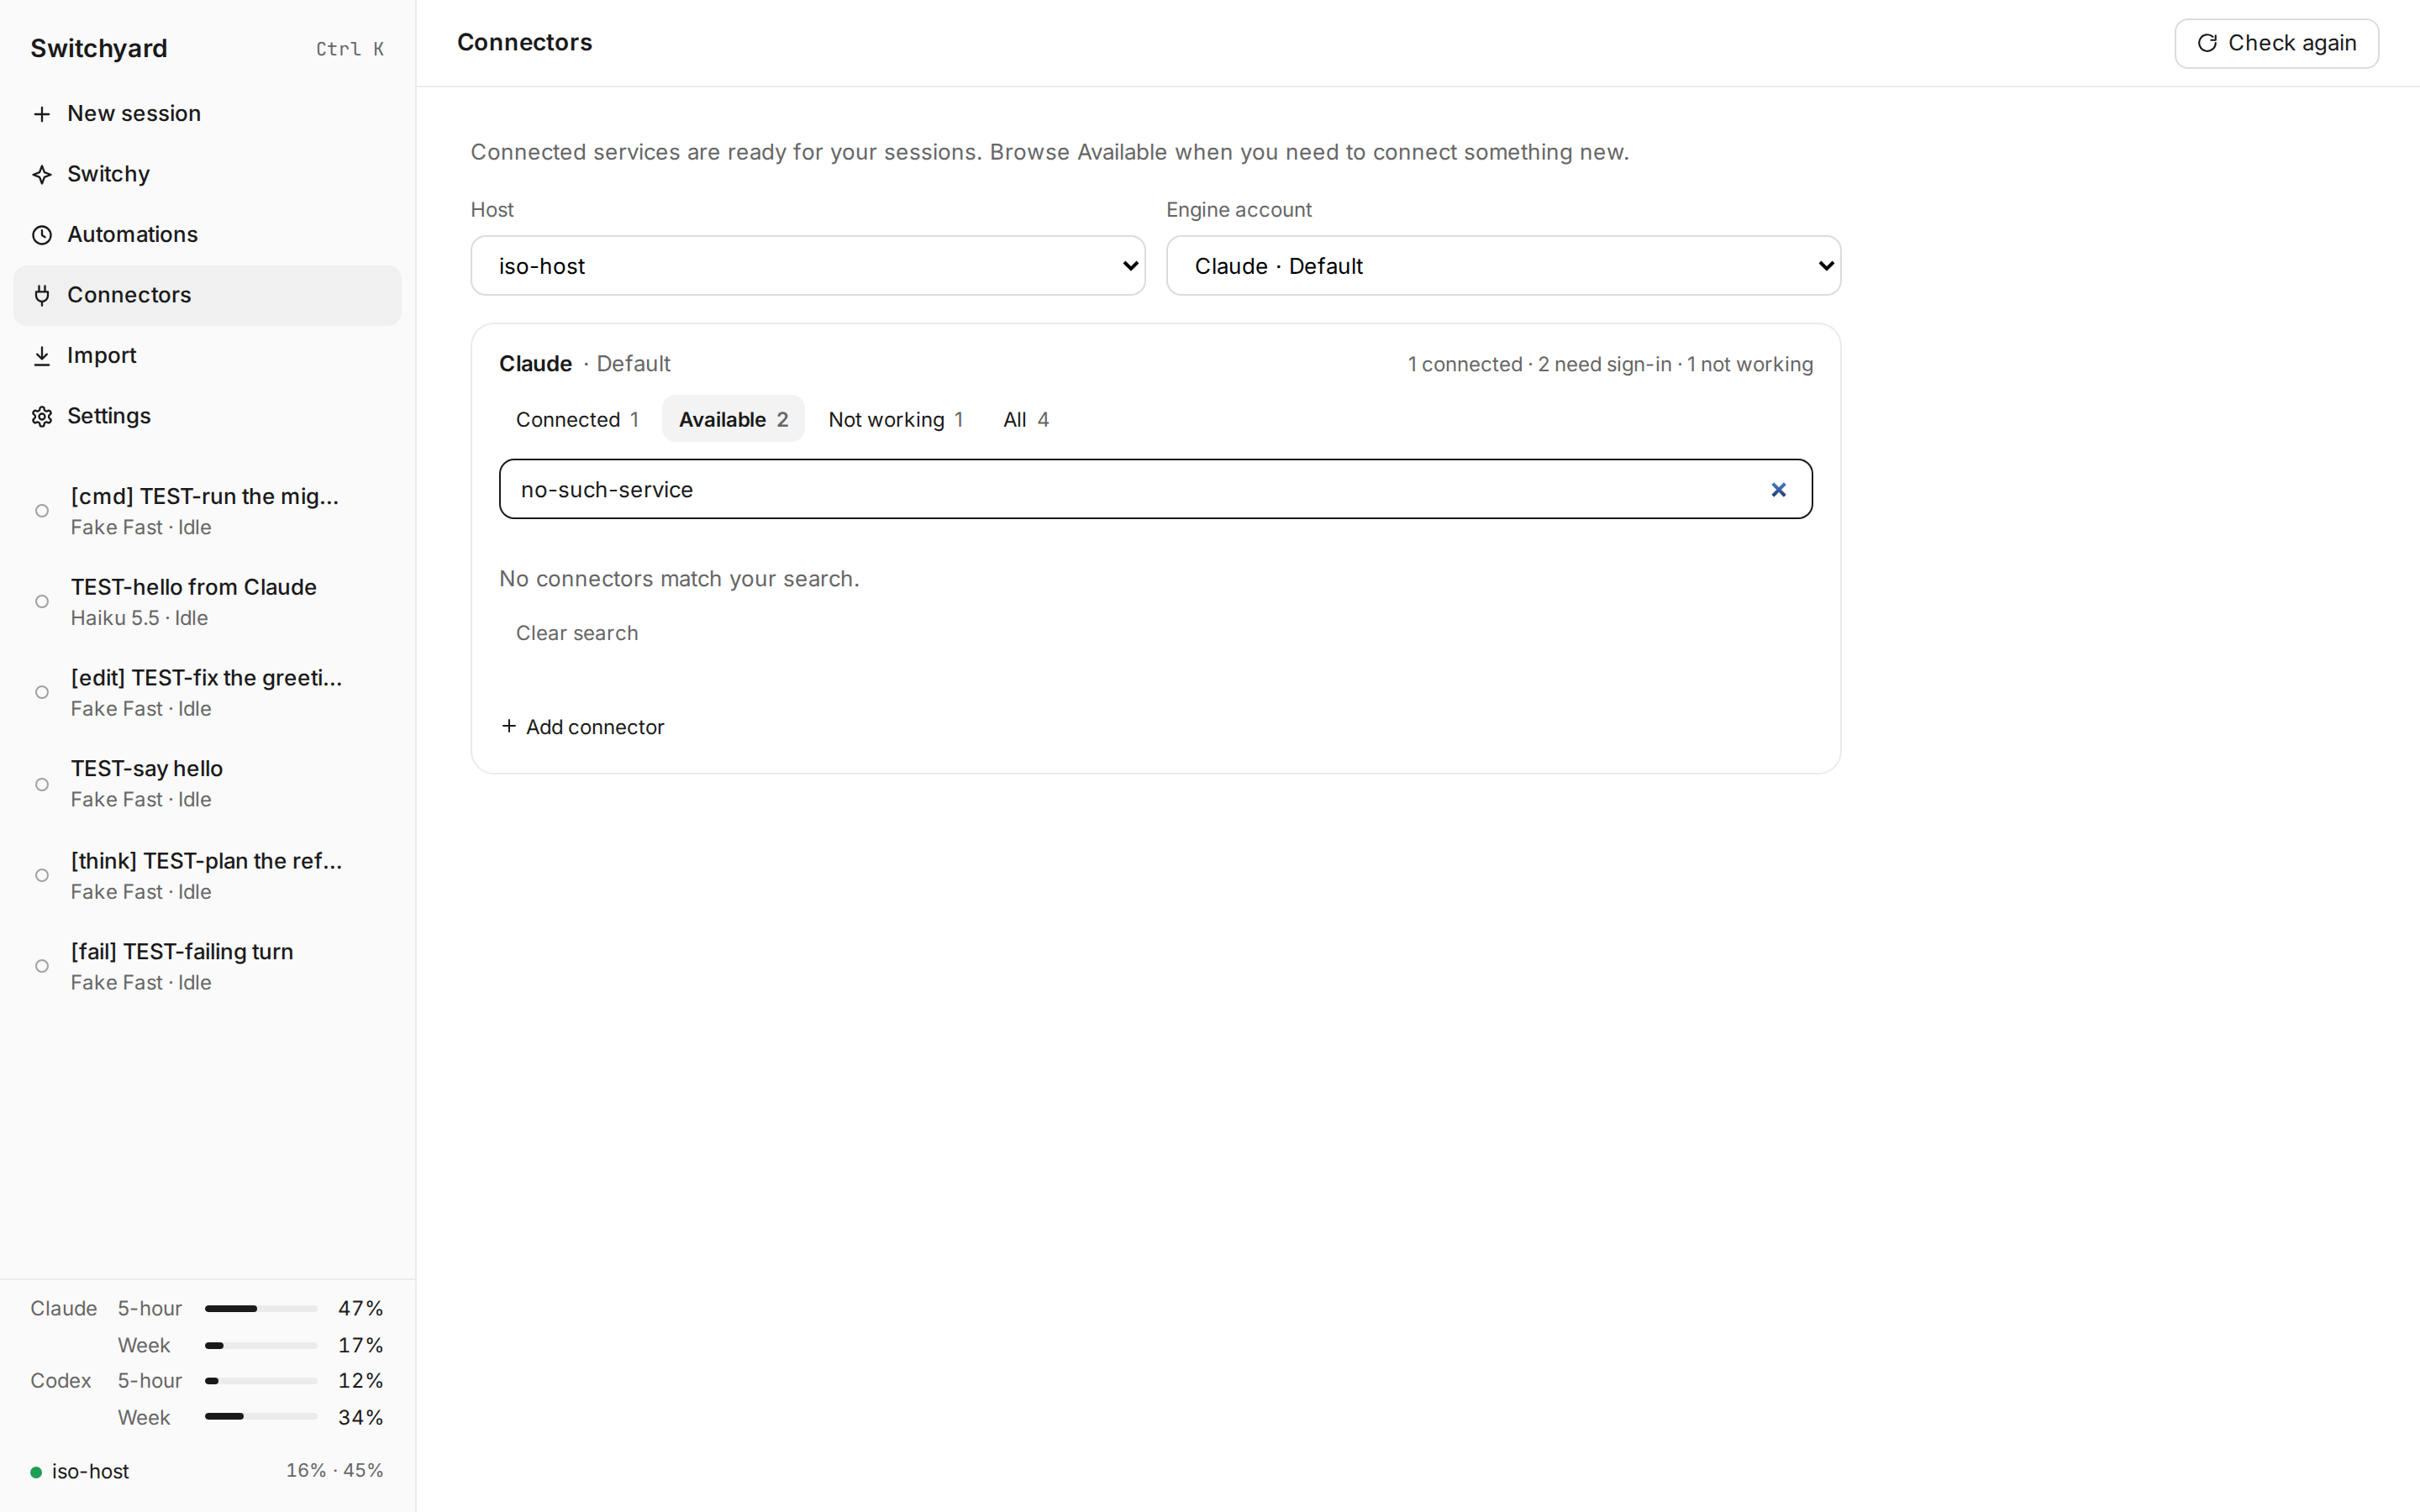 Switchyard
Ctrl K
New session
Switchy
Automations
Connectors
Import
Settings
[cmd] TEST-run the mig...
Fake Fast · Idle
TEST-hello from Claude
Haiku 5.5 · Idle
[edit] TEST-fix the greeti...
Fake Fast · Idle
TEST-say hello
Fake Fast · Idle
[think] TEST-plan the ref...
Fake Fast · Idle
[fail] TEST-failing turn
Fake Fast · Idle
Claude 5-hour 47%
Week 17%
Codex 5-hour 12%
Week 34%
iso-host 16% · 45%
Connectors
Check again
Connected services are ready for your sessions. Browse Available when you need to connect something new.
Host
Engine account
iso-host
Claude · Default
Claude · Default
1 connected · 2 need sign-in · 1 not working
Connected 1 Available 2 Not working 1 All 4
no-such-service
No connectors match your search.
Clear search
+ Add connector